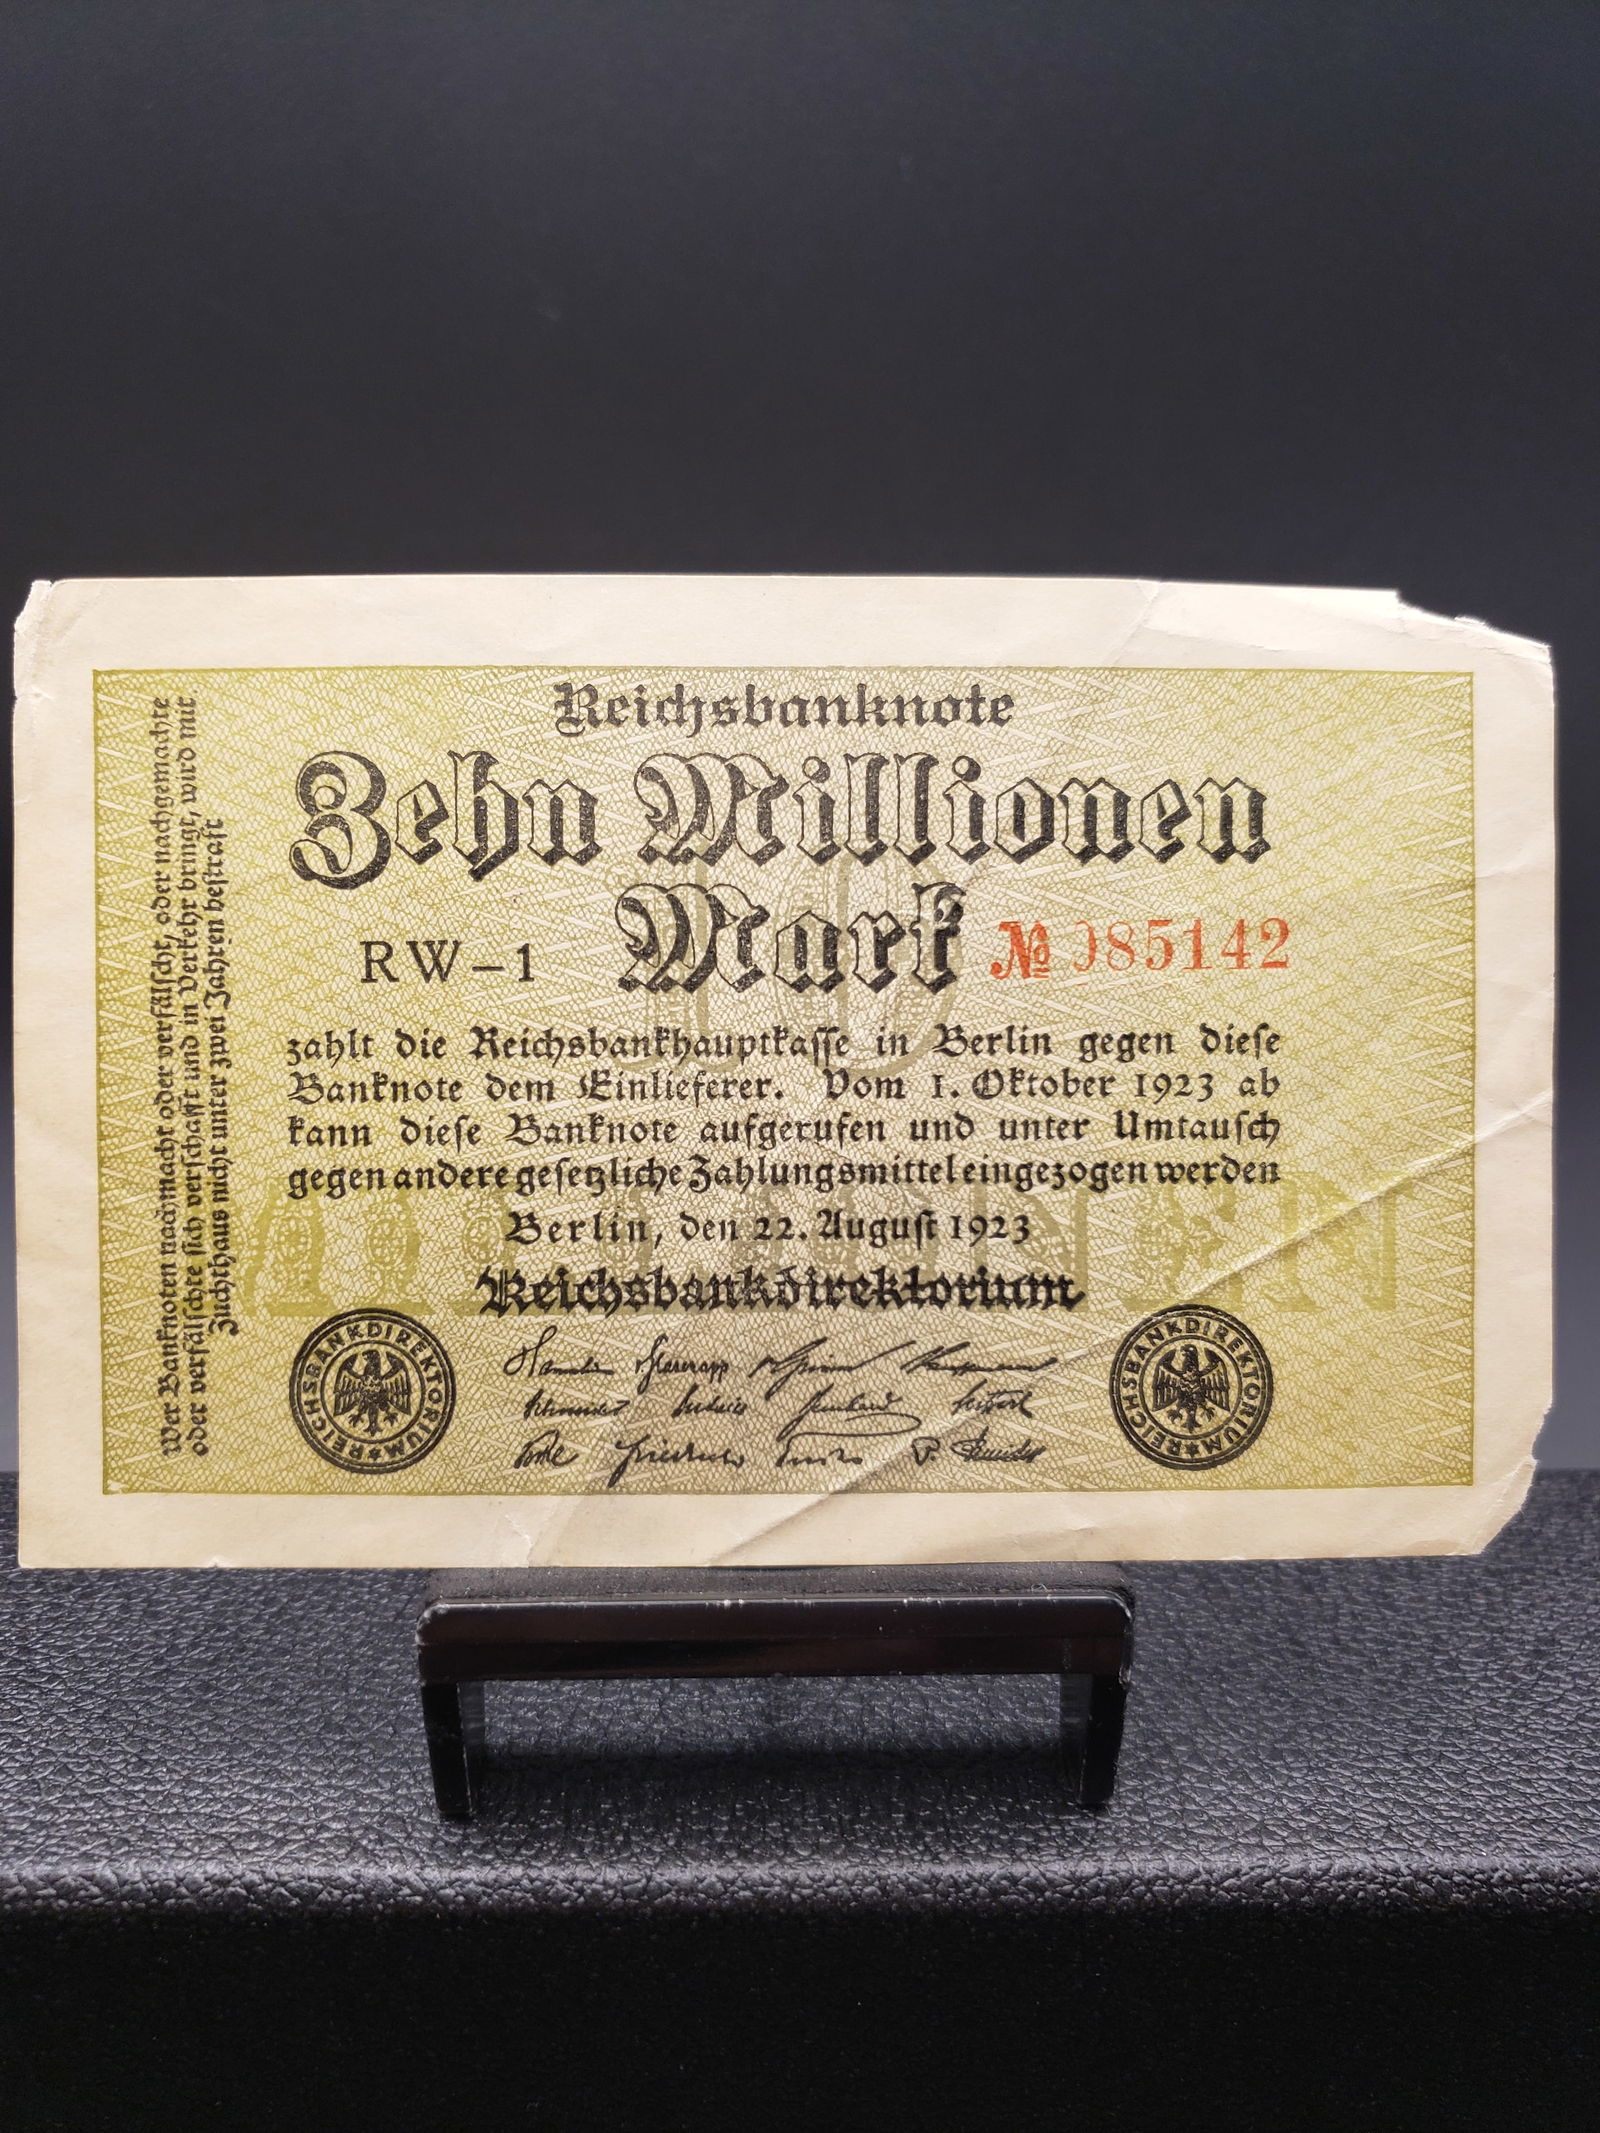 Reichsbanknote
Zehn Millionen
Mark
RW-1
№ 085142
zahlt die Reichsbankhauptkasse in Berlin gegen diese
Banknote dem Einlieferer. Vom 1. Oktober 1923 ab
kann diese Banknote aufgerufen und unter Umtausch
gegen andere gesetzliche Zahlungsmittel eingezogen werden
Berlin, den 22. August 1923
Reichsbankdirektorium
REICHSBANKDIREKTORIUM
REICHSBANKDIREKTORIUM
Wer Banknoten nachmacht oder verfälscht, oder nachgemachte
oder verfälschte sich verschafft und in Verkehr bringt, wird mit
Zuchthaus nicht unter zwei Jahren bestraft